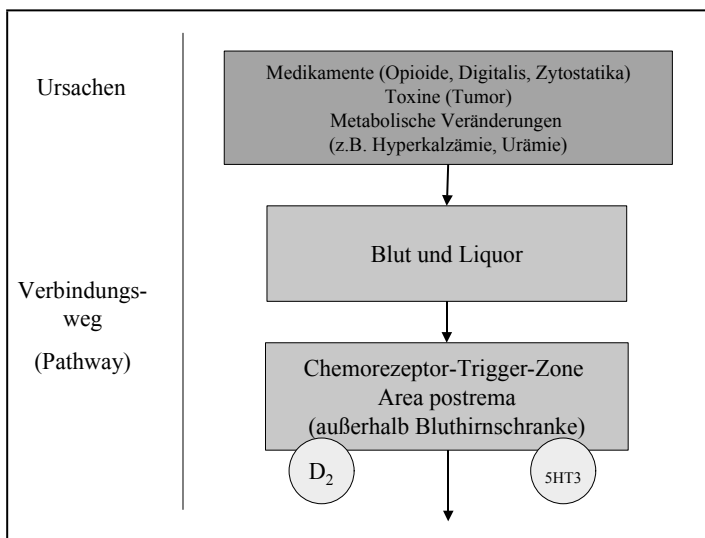 Ursachen
Medikamente (Opioide, Digitalis, Zytostatika)
Toxine (Tumor)
Metabolische Veränderungen
(z.B. Hyperkalzämie, Urämie)
Verbindungs-
weg
(Pathway)
Blut und Liquor
Chemorezeptor-Trigger-Zone
Area postrema
(außerhalb Bluthirnschranke)
D₂
5HT3